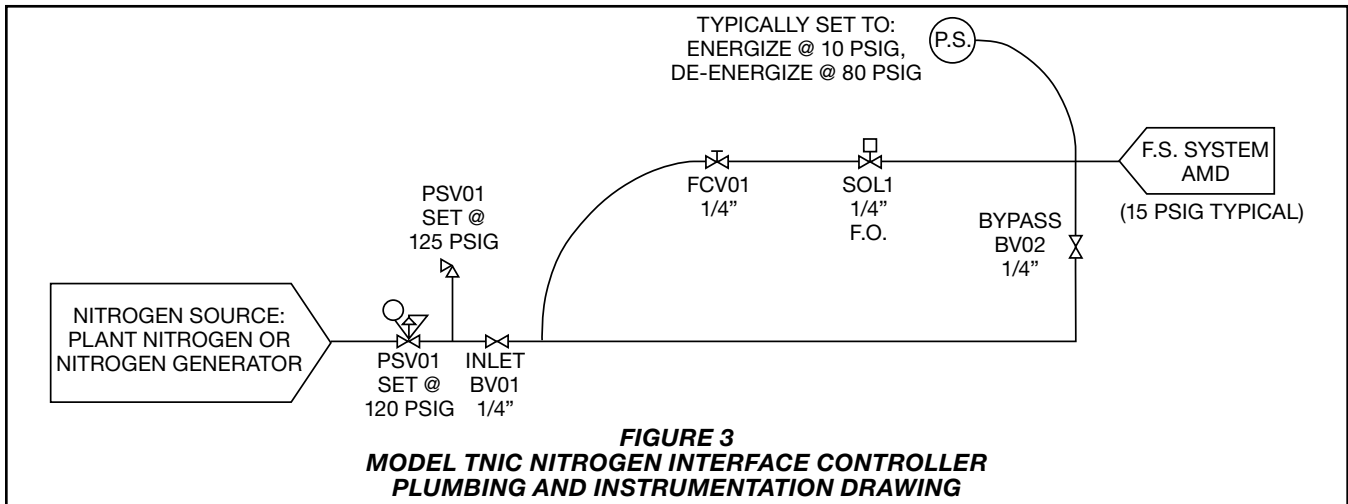 TYPICALLY SET TO:
ENERGIZE @ 10 PSIG,
DE-ENERGIZE @ 80 PSIG
P.S.
F.S. SYSTEM
AMD
(15 PSIG TYPICAL)
FCV01
1/4”
SOL1
1/4”
F.O.
BYPASS
BV02
1/4”
PSV01
SET @
125 PSIG
NITROGEN SOURCE:
PLANT NITROGEN OR
NITROGEN GENERATOR
PSV01
SET @
120 PSIG
INLET
BV01
1/4”
FIGURE 3
MODEL TNIC NITROGEN INTERFACE CONTROLLER
PLUMBING AND INSTRUMENTATION DRAWING